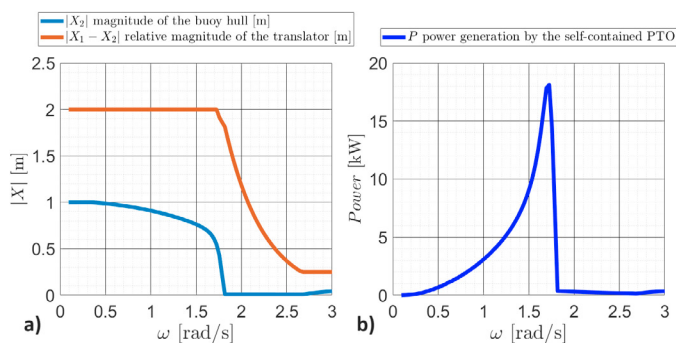 |X₂| magnitude of the buoy hull [m]
|X₁ − X₂| relative magnitude of the translator [m]
P power generation by the self-contained PTO
2.5
2
1.5
1
0.5
0
|X| [m]
0 0.5 1 1.5 2 2.5 3
a)
ω [rad/s]
20
15
10
5
0
Power [kW]
0 0.5 1 1.5 2 2.5 3
b)
ω [rad/s]